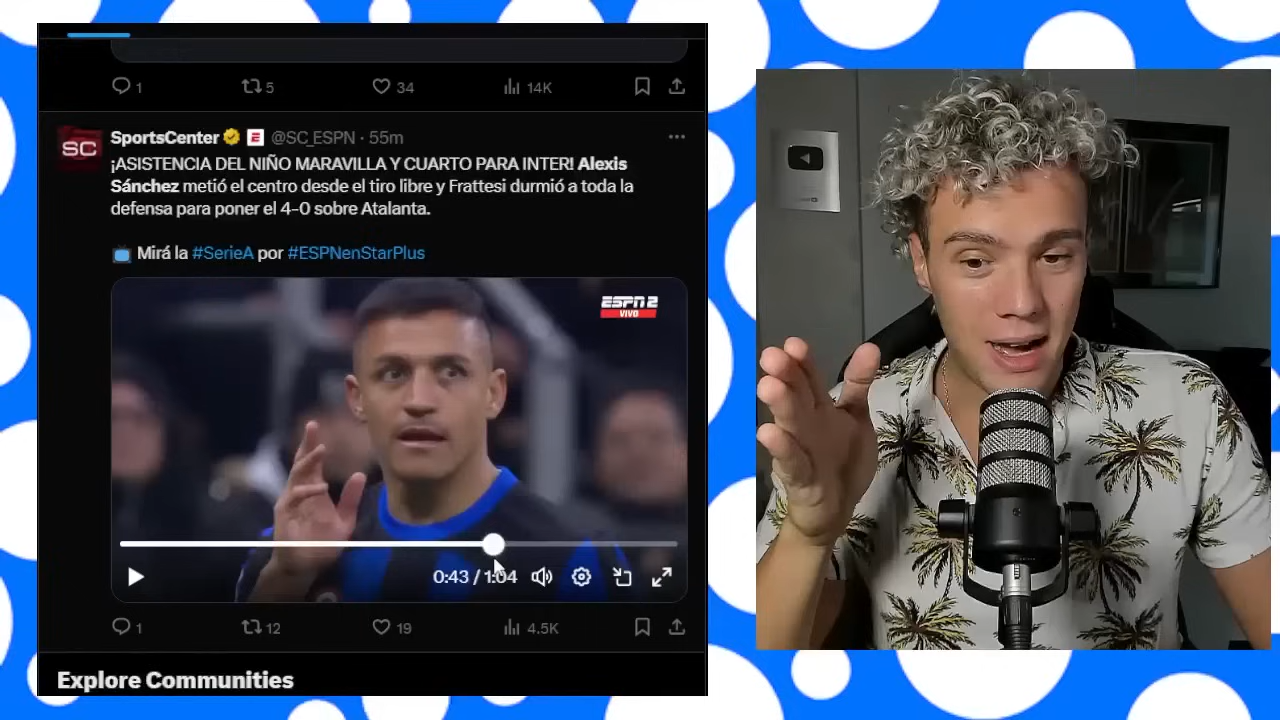 1 5 34 14K
SportsCenter @SC_ESPN · 55m
SC
¡ASISTENCIA DEL NIÑO MARAVILLA Y CUARTO PARA INTER! Alexis
Sánchez metió el centro desde el tiro libre y Frattesi durmió a toda la
defensa para poner el 4-0 sobre Atalanta.
Mirá la #SerieA por #ESPNenStarPlus
ESPN 2
VIVO
0:43 / 1:04
1 12 19 4.5K
Explore Communities